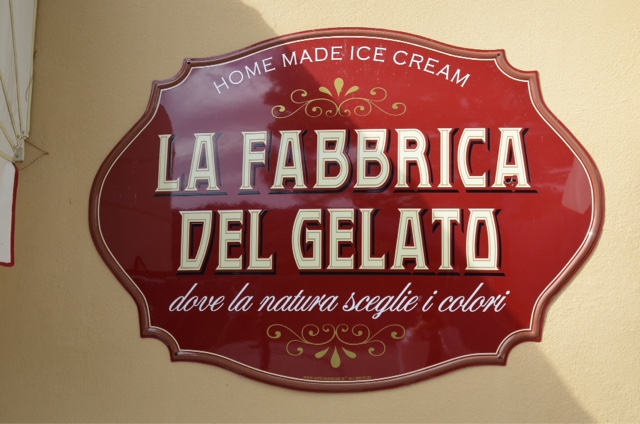 HOME MADE ICE CREAM
LA FABBRICA
DEL GELATO
dove la natura sceglie i colori